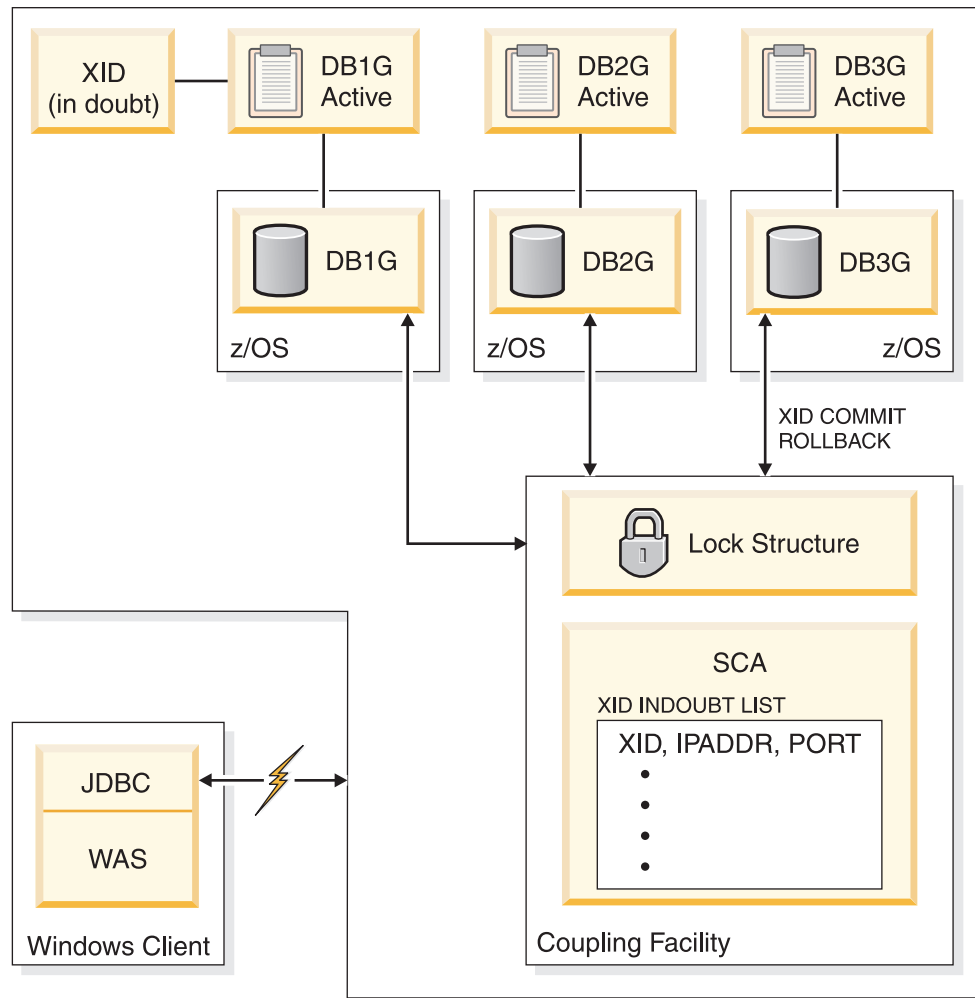 XID
(in doubt)
DB1G
Active
DB2G
Active
DB3G
Active
DB1G
z/OS
DB2G
z/OS
DB3G
z/OS
XID COMMIT
ROLLBACK
Lock Structure
SCA
XID INDOUBT LIST
XID, IPADDR, PORT
Coupling Facility
JDBC
WAS
Windows Client